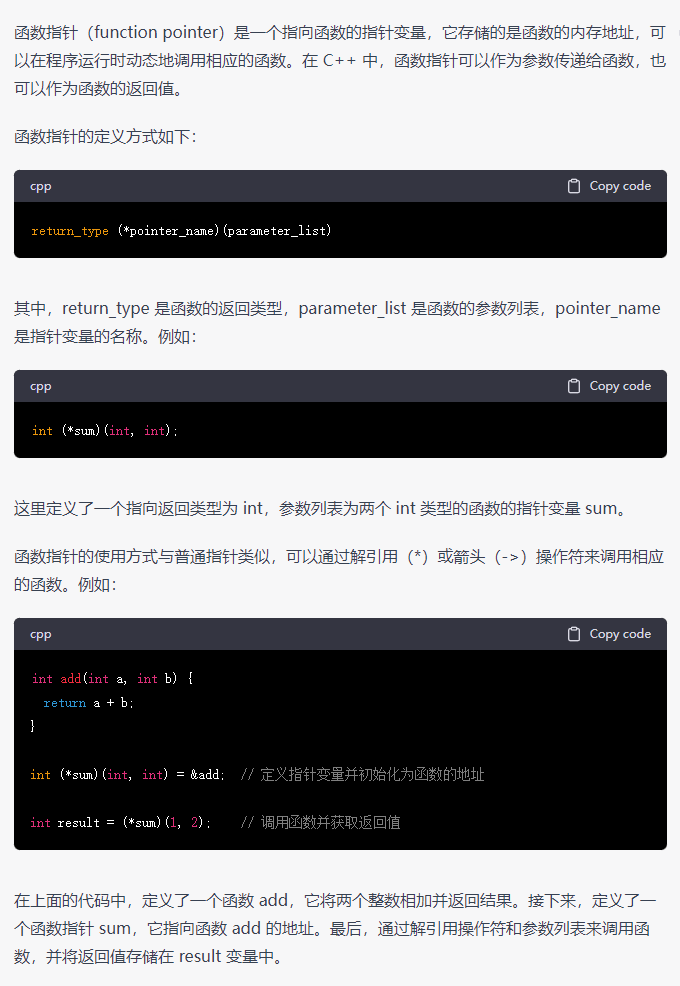 函数指针（function pointer）是一个指向函数的指针变量，它存储的是函数的内存地址，可
以在程序运行时动态地调用相应的函数。在 C++ 中，函数指针可以作为参数传递给函数，也
可以作为函数的返回值。
函数指针的定义方式如下：
cpp Copy code
return_type (*pointer_name)(parameter_list)
其中，return_type 是函数的返回类型，parameter_list 是函数的参数列表，pointer_name
是指针变量的名称。例如：
cpp Copy code
int (*sum)(int, int);
这里定义了一个指向返回类型为 int，参数列表为两个 int 类型的函数的指针变量 sum。
函数指针的使用方式与普通指针类似，可以通过解引用（*）或箭头（->）操作符来调用相应
的函数。例如：
cpp Copy code
int add(int a, int b) {
  return a + b;
}
int (*sum)(int, int) = &add;  // 定义指针变量并初始化为函数的地址
int result = (*sum)(1, 2);    // 调用函数并获取返回值
在上面的代码中，定义了一个函数 add，它将两个整数相加并返回结果。接下来，定义了一
个函数指针 sum，它指向函数 add 的地址。最后，通过解引用操作符和参数列表来调用函
数，并将返回值存储在 result 变量中。